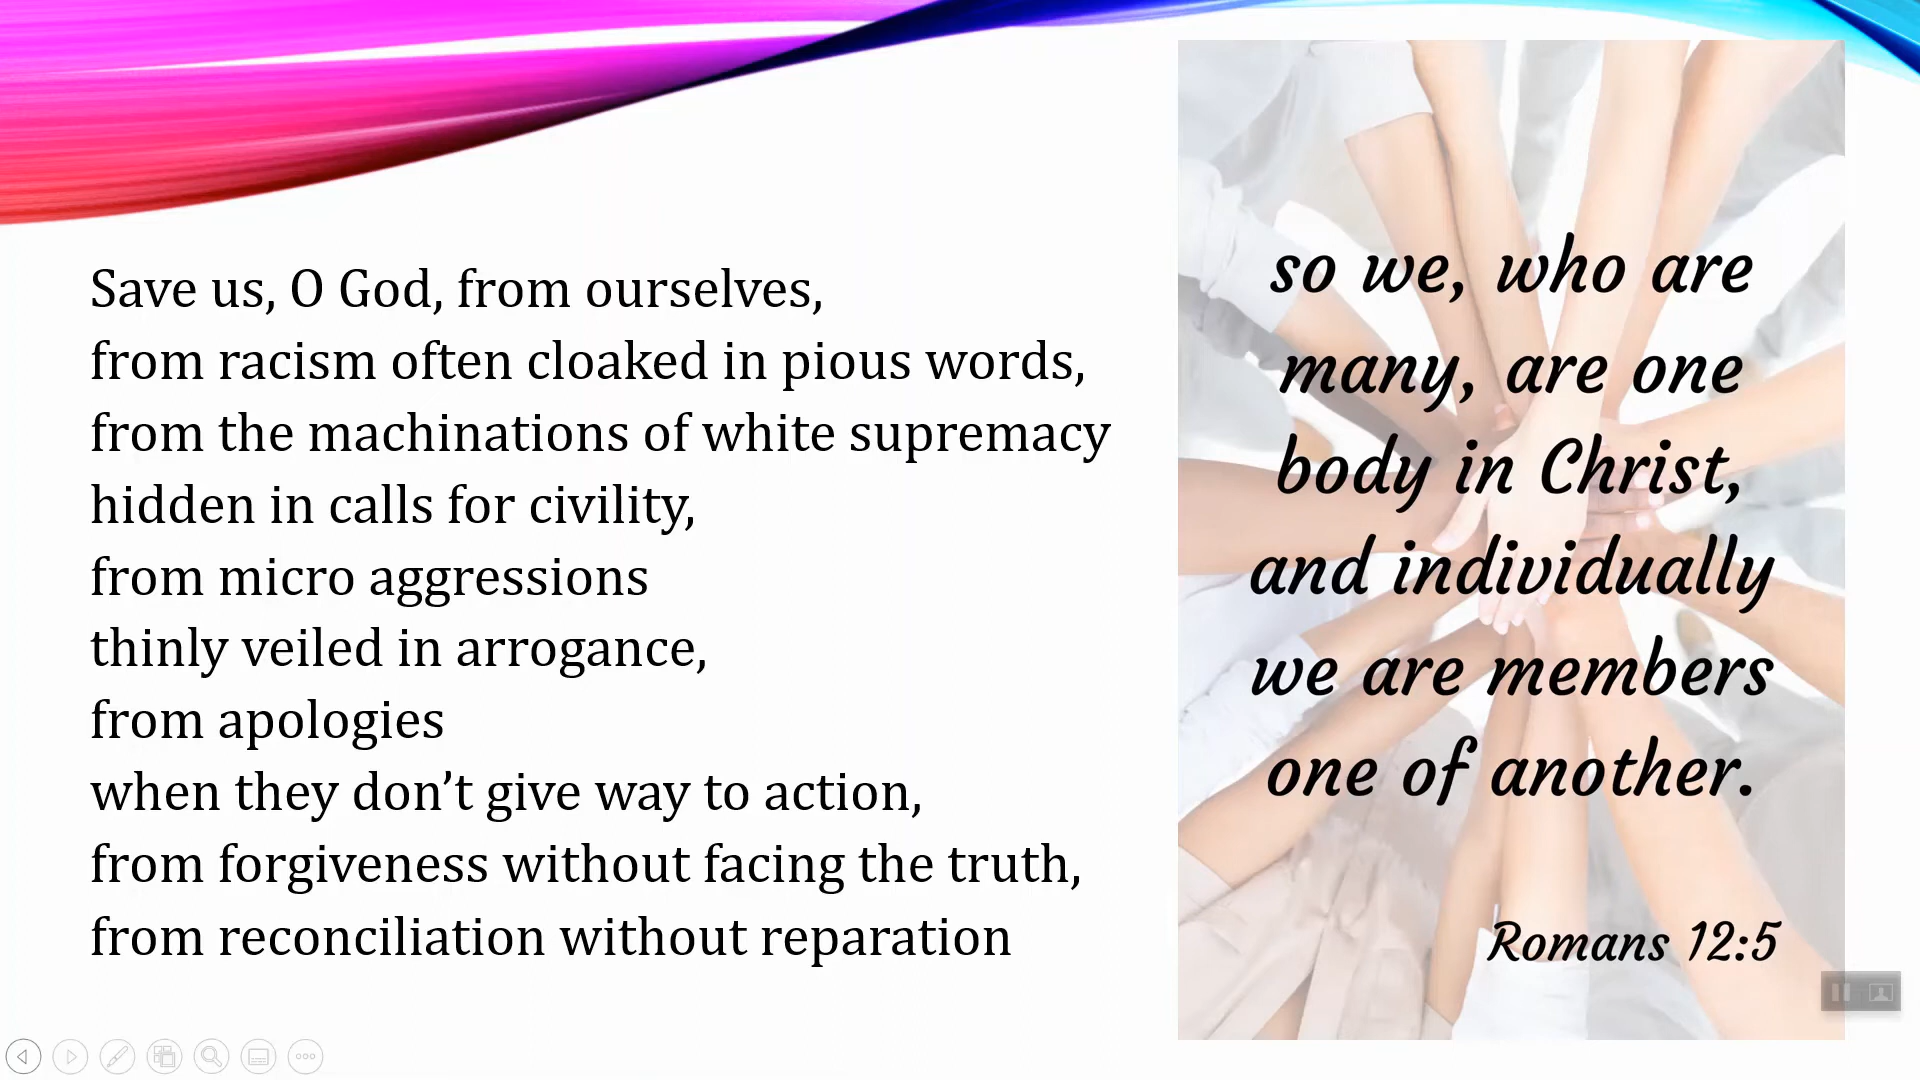 Save us, O God, from ourselves,
from racism often cloaked in pious words,
from the machinations of white supremacy
hidden in calls for civility,
from micro aggressions
thinly veiled in arrogance,
from apologies
when they don’t give way to action,
from forgiveness without facing the truth,
from reconciliation without reparation
so we, who are
many, are one
body in Christ,
and individually
we are members
one of another.
Romans 12:5